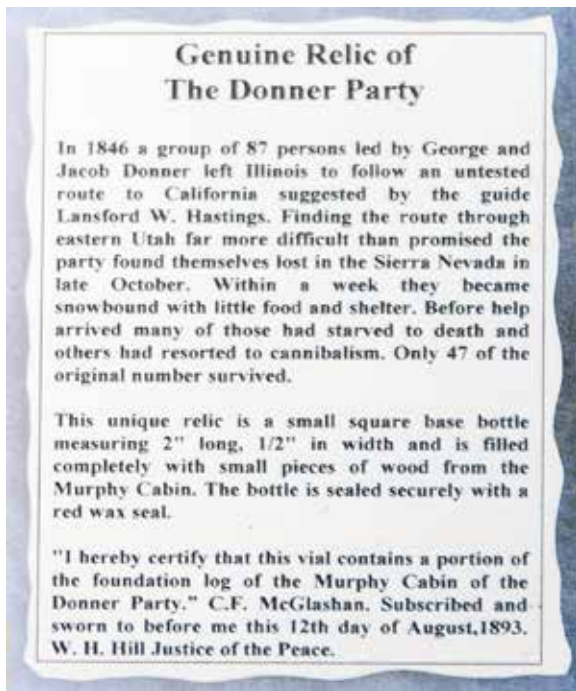 Genuine Relic of
The Donner Party
In 1846 a group of 87 persons led by George and
Jacob Donner left Illinois to follow an untested
route to California suggested by the guide
Lansford W. Hastings. Finding the route through
eastern Utah far more difficult than promised the
party found themselves lost in the Sierra Nevada in
late October. Within a week they became
snowbound with little food and shelter. Before help
arrived many of those had starved to death and
others had resorted to cannibalism. Only 47 of the
original number survived.
This unique relic is a small square base bottle
measuring 2" long, 1/2" in width and is filled
completely with small pieces of wood from the
Murphy Cabin. The bottle is sealed securely with a
red wax seal.
"I hereby certify that this vial contains a portion of
the foundation log of the Murphy Cabin of the
Donner Party." C.F. McGlashan. Subscribed and
sworn to before me this 12th day of August,1893.
W. H. Hill Justice of the Peace.